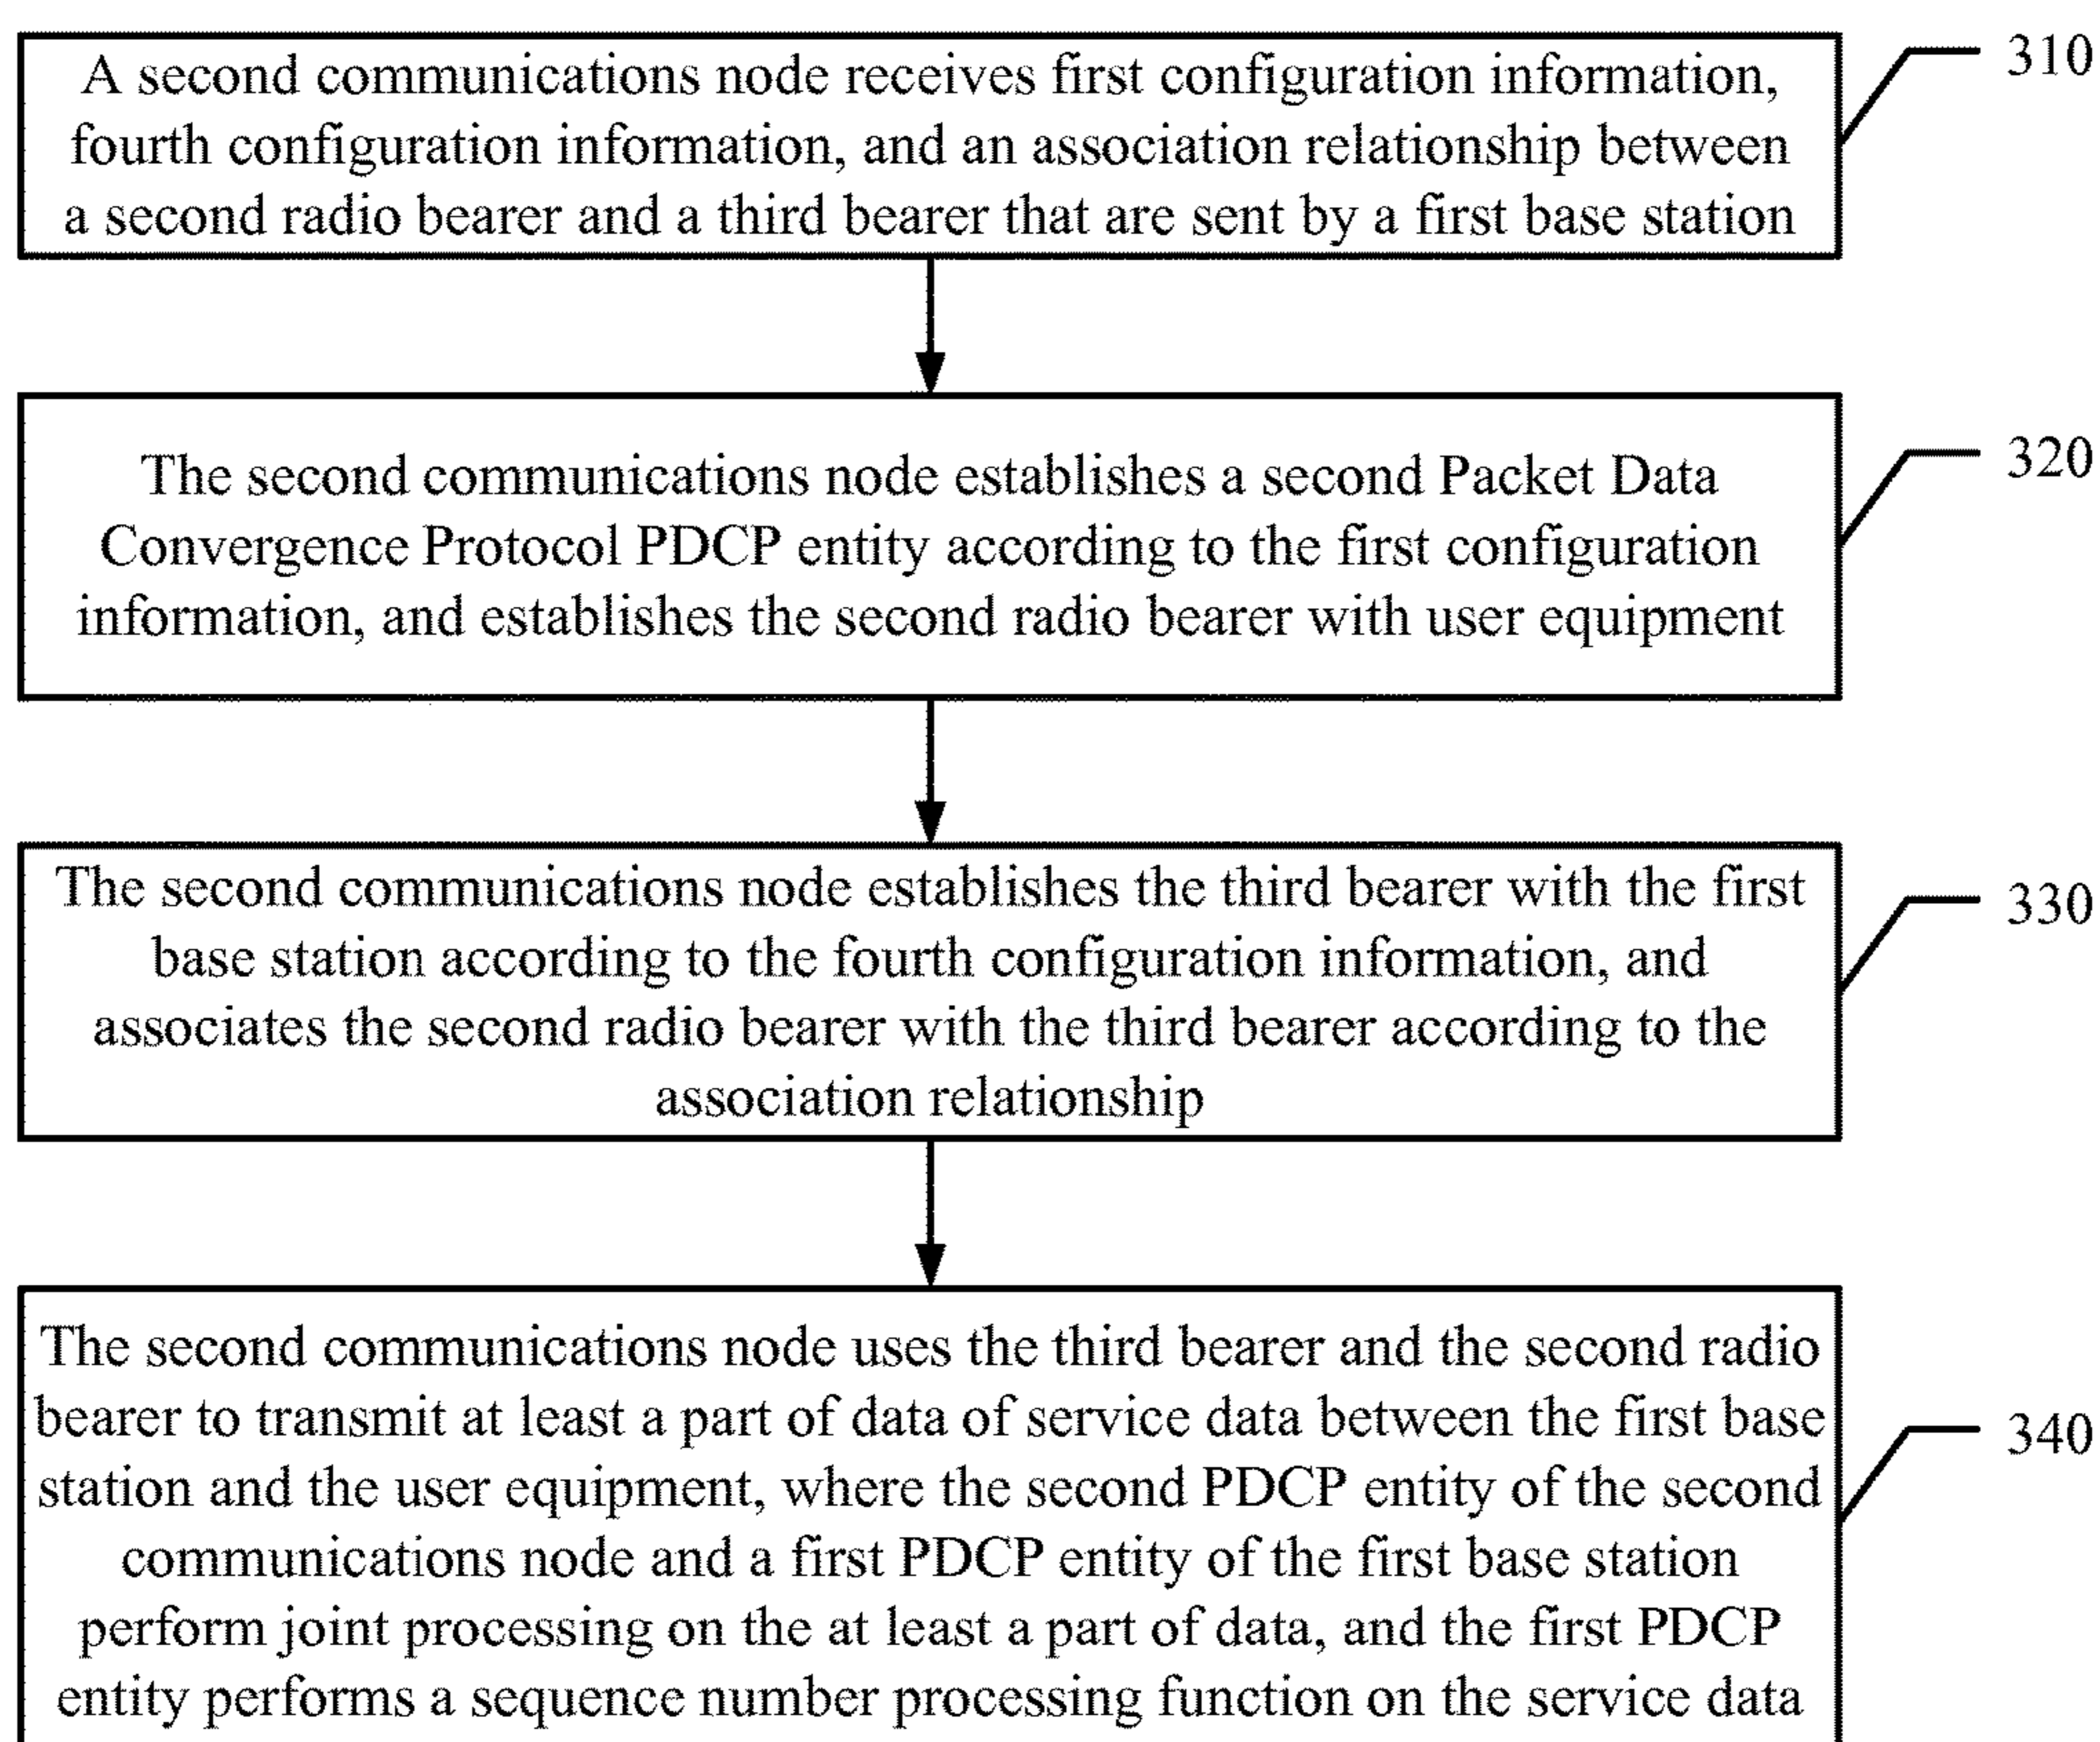 A second communications node receives first configuration information,
fourth configuration information, and an association relationship between
a second radio bearer and a third bearer that are sent by a first base station
310
The second communications node establishes a second Packet Data
Convergence Protocol PDCP entity according to the first configuration
information, and establishes the second radio bearer with user equipment
320
The second communications node establishes the third bearer with the first
base station according to the fourth configuration information, and
associates the second radio bearer with the third bearer according to the
association relationship
330
The second communications node uses the third bearer and the second radio
bearer to transmit at least a part of data of service data between the first base
station and the user equipment, where the second PDCP entity of the second
communications node and a first PDCP entity of the first base station
perform joint processing on the at least a part of data, and the first PDCP
entity performs a sequence number processing function on the service data
340